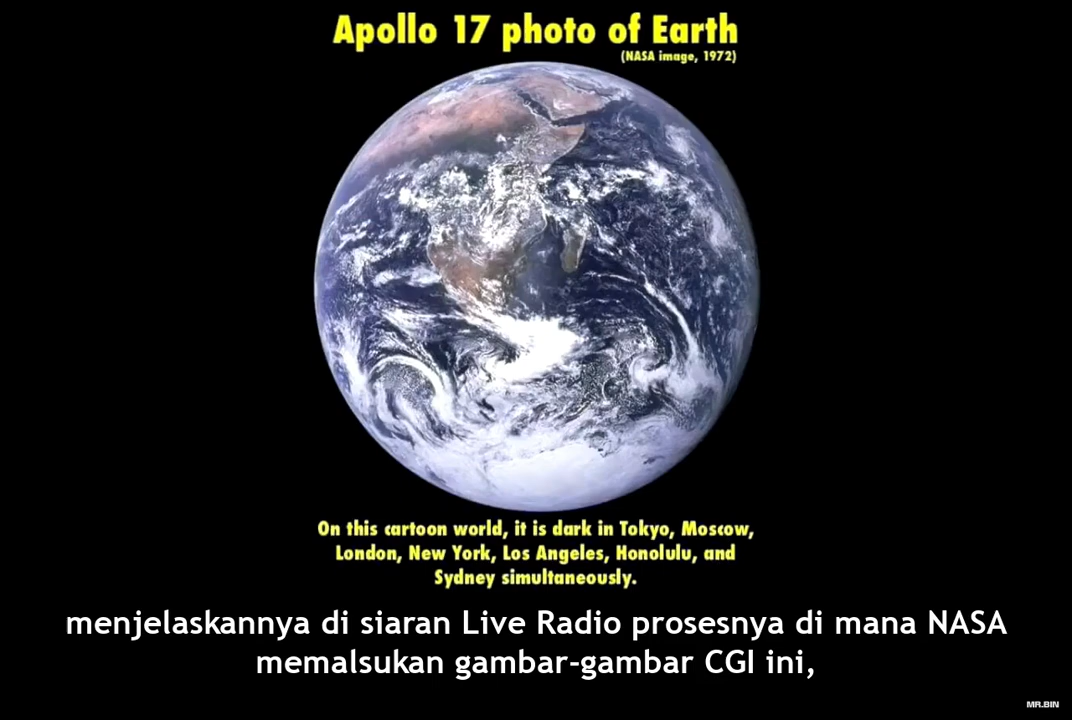 Apollo 17 photo of Earth
(NASA image, 1972)
On this cartoon world, it is dark in Tokyo, Moscow,
London, New York, Los Angeles, Honolulu, and
Sydney simultaneously.
menjelaskannya di siaran Live Radio prosesnya di mana NASA
memalsukan gambar-gambar CGI ini,
MR.BIN